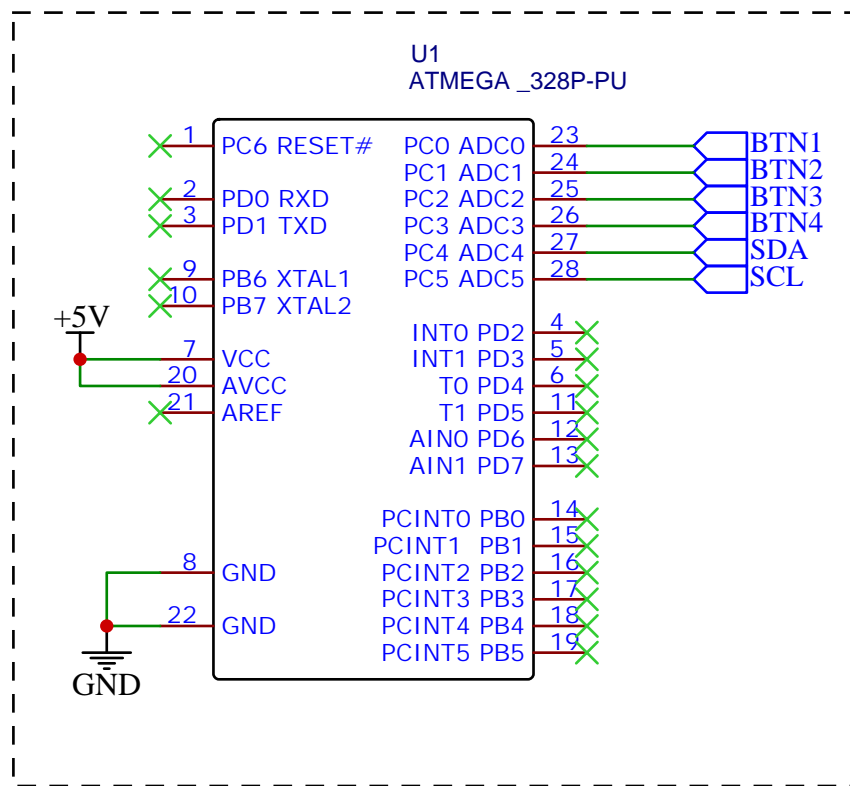 U1
ATMEGA _328P-PU
1 PC6 RESET# PC0 ADC0 23 BTN1
PC1 ADC1 24 BTN2
2 PD0 RXD PC2 ADC2 25 BTN3
3 PD1 TXD PC3 ADC3 26 BTN4
PC4 ADC4 27 SDA
9 PB6 XTAL1 PC5 ADC5 28 SCL
10 PB7 XTAL2
+5V
INT0 PD2 4
7 VCC INT1 PD3 5
20 AVCC T0 PD4 6
21 AREF T1 PD5 11
AIN0 PD6 12
AIN1 PD7 13
PCINT0 PB0 14
PCINT1 PB1 15
8 GND PCINT2 PB2 16
PCINT3 PB3 17
22 GND PCINT4 PB4 18
PCINT5 PB5 19
GND